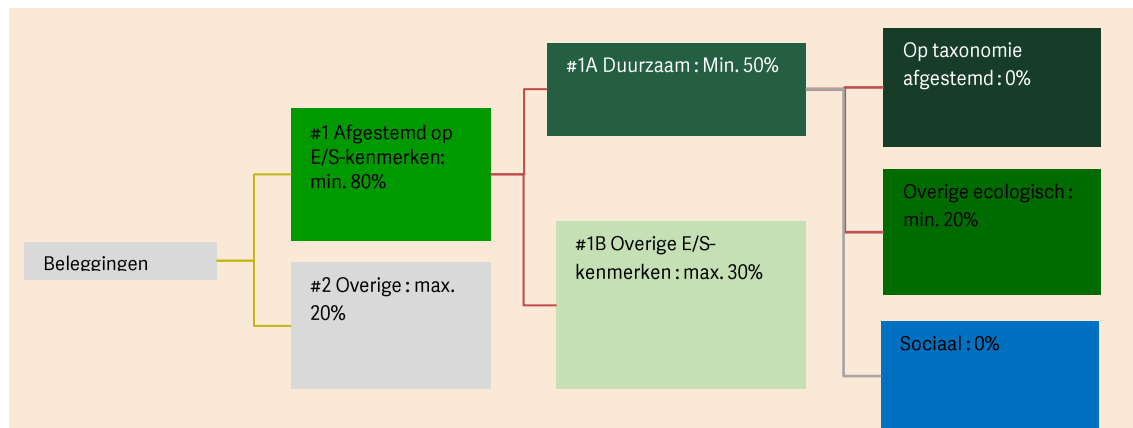 Beleggingen
#1 Afgestemd op
E/S-kenmerken:
min. 80%
#2 Overige : max.
20%
#1A Duurzaam : Min. 50%
#1B Overige E/S-
kenmerken : max. 30%
Op taxonomie
afgestemd : 0%
Overige ecologisch :
min. 20%
Sociaal : 0%